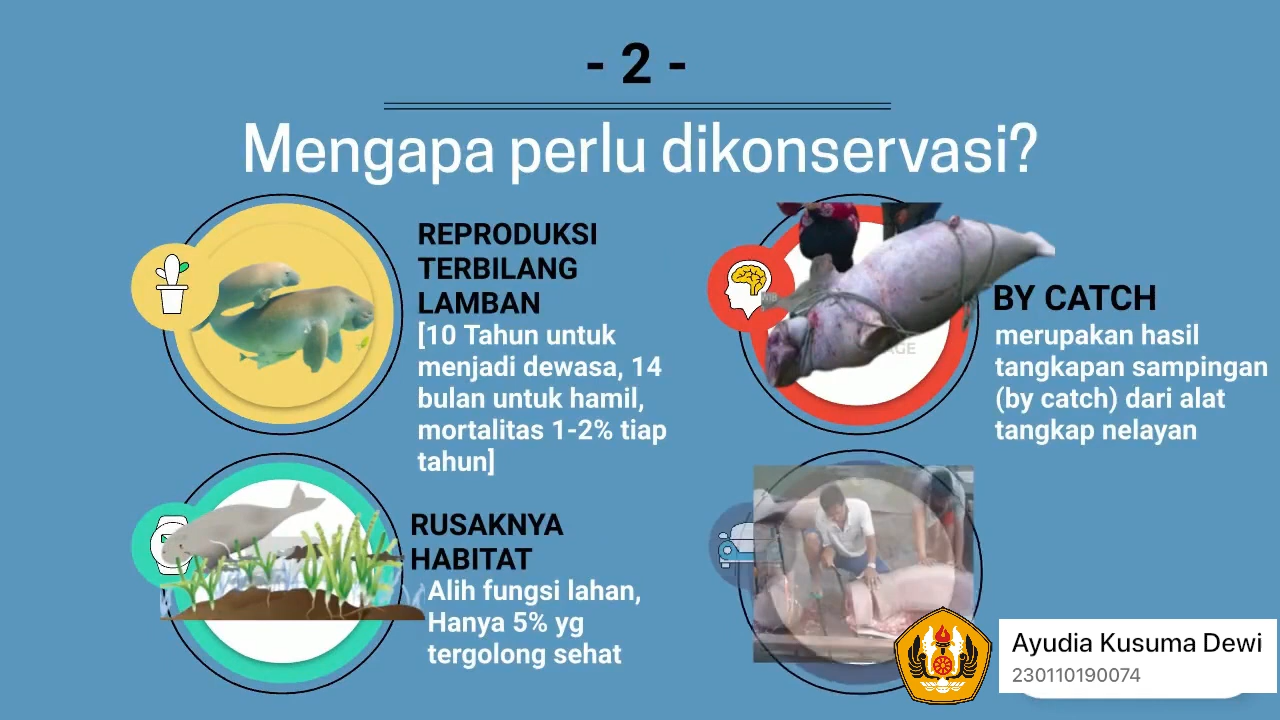 - 2 -
Mengapa perlu dikonservasi?
REPRODUKSI
TERBILANG
LAMBAN
[10 Tahun untuk
menjadi dewasa, 14
bulan untuk hamil,
mortalitas 1-2% tiap
tahun]
BY CATCH
merupakan hasil
tangkapan sampingan
(by catch) dari alat
tangkap nelayan
RUSAKNYA
HABITAT
Alih fungsi lahan,
Hanya 5% yg
tergolong sehat
Ayudia Kusuma Dewi
230110190074